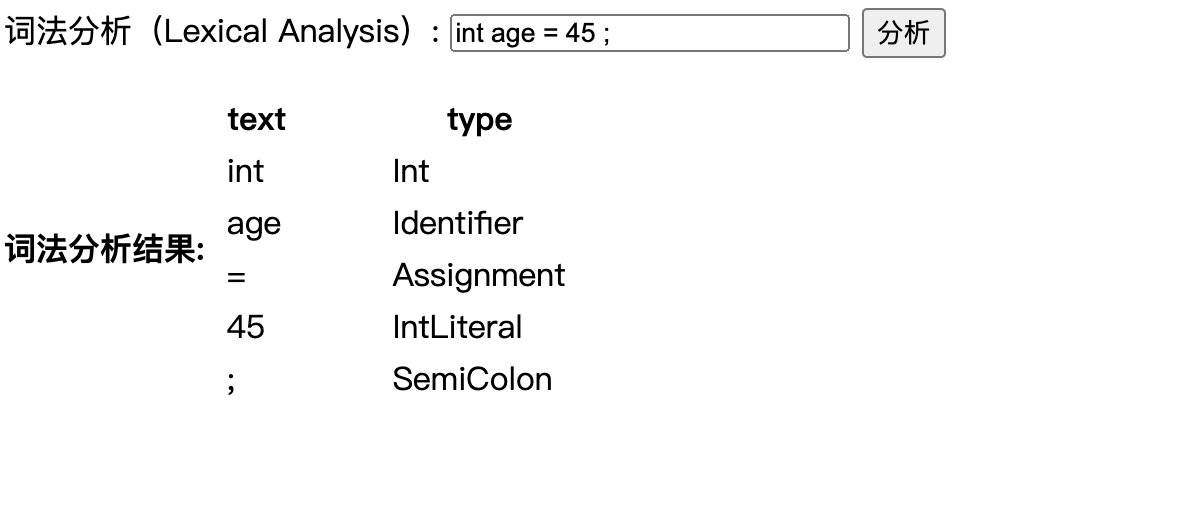 词法分析（Lexical Analysis）: int age = 45 ; 分析
text type
int Int
age Identifier
词法分析结果:
= Assignment
45 IntLiteral
; SemiColon